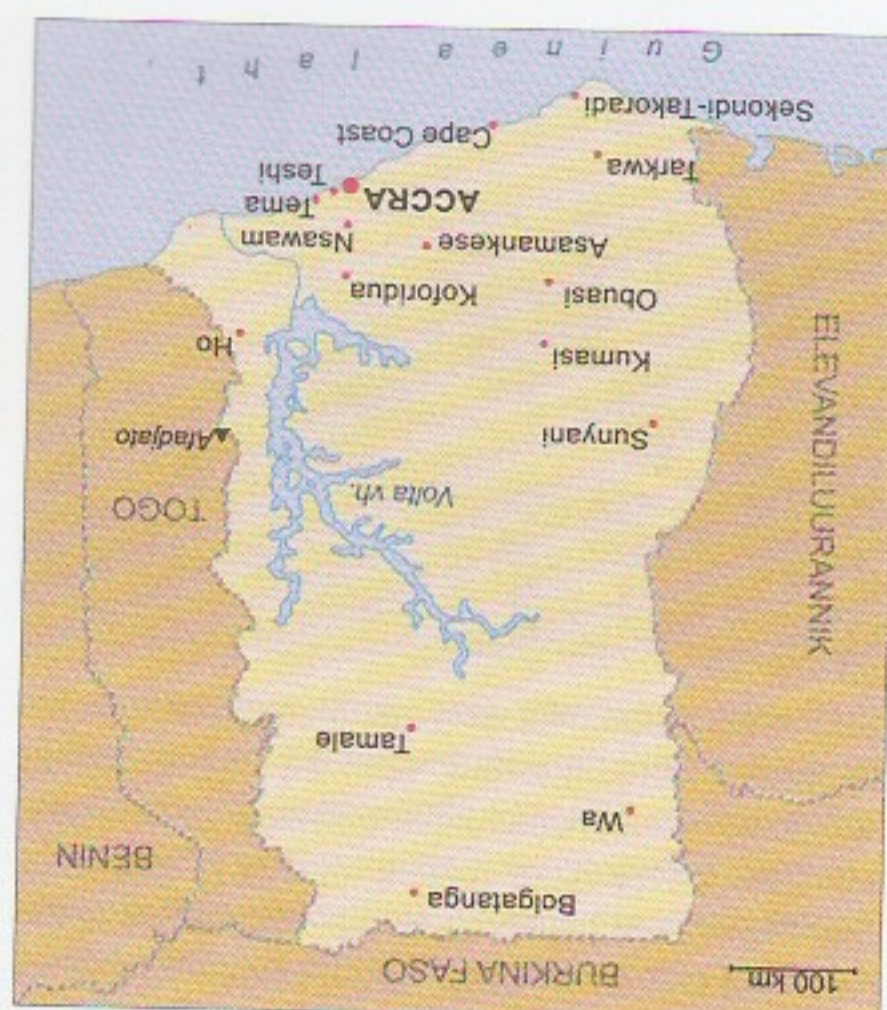 100 km
BURKINA FASO
Bolgatanga
BENIN
Wa
Tamale
ELEVANDILUURANNIK
Volta vh.
TOGO
Sunyani
Afadjato
Kumasi
Ho
Obuasi
Koforidua
Asamankese
Nsawam
ACCRA
Tema
Teshi
Tarkwa
Cape Coast
Sekondi-Takoradi
Guinea laht